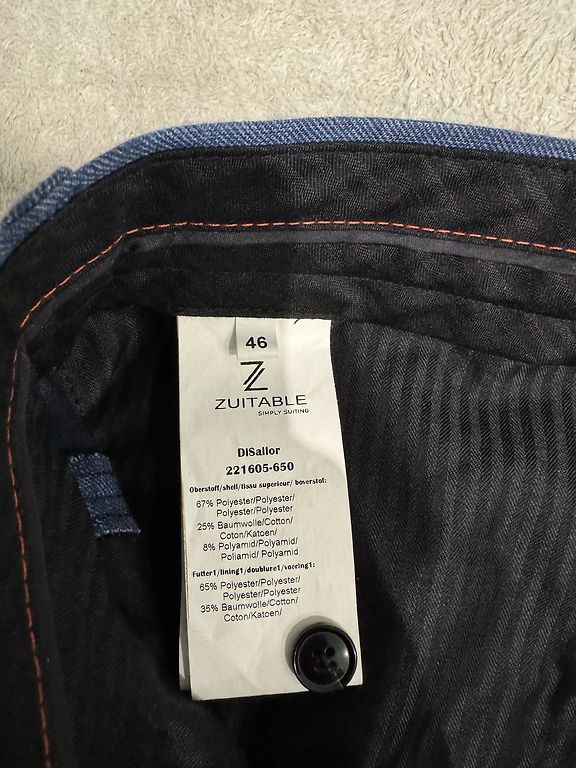 46
ZUITABLE
SIMPLY SUITING
DiSailor
221605-650
Oberstoff/shell/tissu superieur/ bovenstof:
67% Polyester/Polyester/
Polyester/Polyester
25% Baumwolle/Cotton/
Coton/Katoen/
8% Polyamid/Polyamid/
Poliamid/ Polyamid
Futter1/lining1/doublure1/voering1:
65% Polyester/Polyester/
Polyester/Polyester
35% Baumwolle/Cotton/
Coton/Katoen/